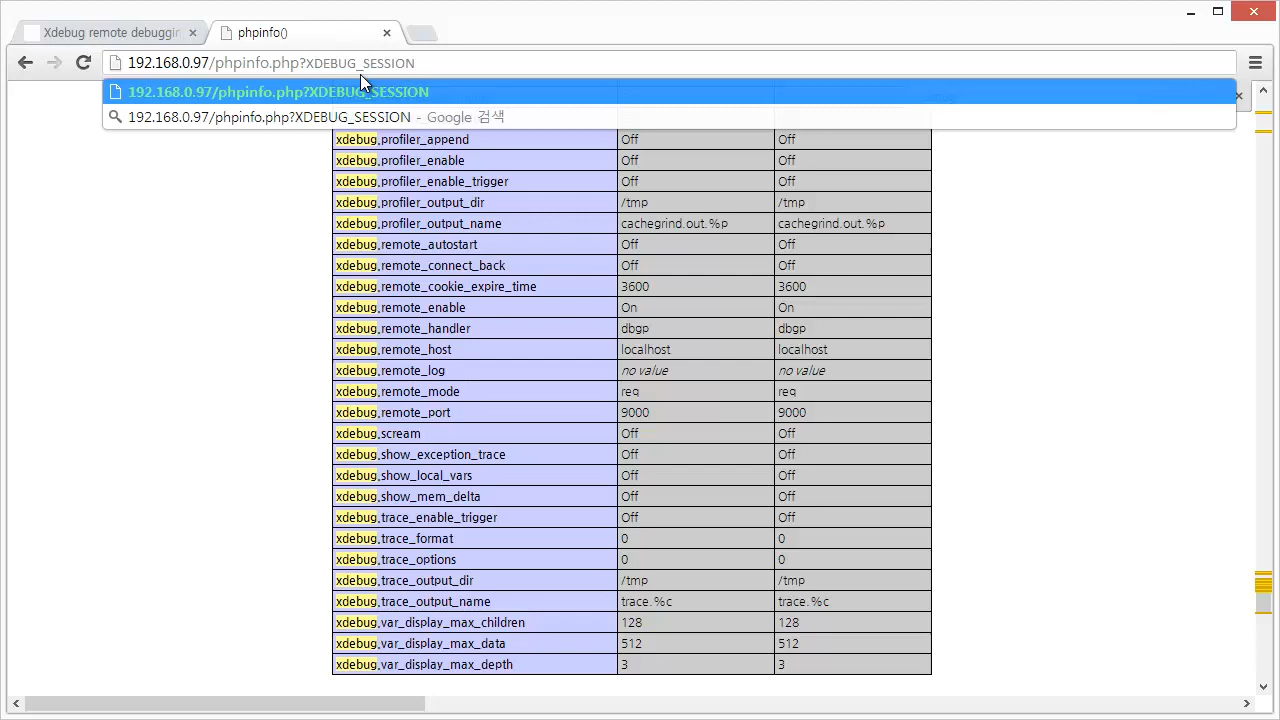 Xdebug remote debuggin
phpinfo()
192.168.0.97/phpinfo.php?XDEBUG_SESSION
192.168.0.97/phpinfo.php?XDEBUG_SESSION
192.168.0.97/phpinfo.php?XDEBUG_SESSION - Google 검색
xdebug.profiler_append Off Off
xdebug.profiler_enable Off Off
xdebug.profiler_enable_trigger Off Off
xdebug.profiler_output_dir /tmp /tmp
xdebug.profiler_output_name cachegrind.out.%p cachegrind.out.%p
xdebug.remote_autostart Off Off
xdebug.remote_connect_back Off Off
xdebug.remote_cookie_expire_time 3600 3600
xdebug.remote_enable On On
xdebug.remote_handler dbgp dbgp
xdebug.remote_host localhost localhost
xdebug.remote_log no value no value
xdebug.remote_mode req req
xdebug.remote_port 9000 9000
xdebug.scream Off Off
xdebug.show_exception_trace Off Off
xdebug.show_local_vars Off Off
xdebug.show_mem_delta Off Off
xdebug.trace_enable_trigger Off Off
xdebug.trace_format 0 0
xdebug.trace_options 0 0
xdebug.trace_output_dir /tmp /tmp
xdebug.trace_output_name trace.%c trace.%c
xdebug.var_display_max_children 128 128
xdebug.var_display_max_data 512 512
xdebug.var_display_max_depth 3 3